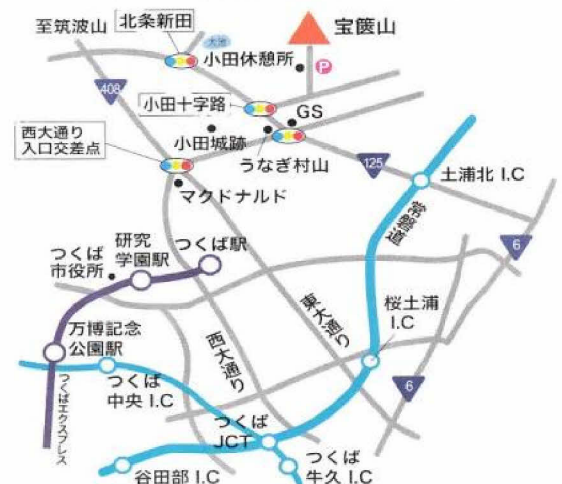 至筑波山
北条新田
大池
宝篋山
小田休憩所
P
408
小田十字路
GS
西大通り
入口交差点
小田城跡
うなぎ村山
125
土浦北 I.C
マクドナルド
常磐道
6
つくば
市役所
研究
学園駅
つくば駅
東大通り
桜土浦
I.C
万博記念
公園駅
西大通り
つくば
中央 I.C
6
つくばエクスプレス
つくば
JCT
谷田部 I.C
つくば
牛久 I.C